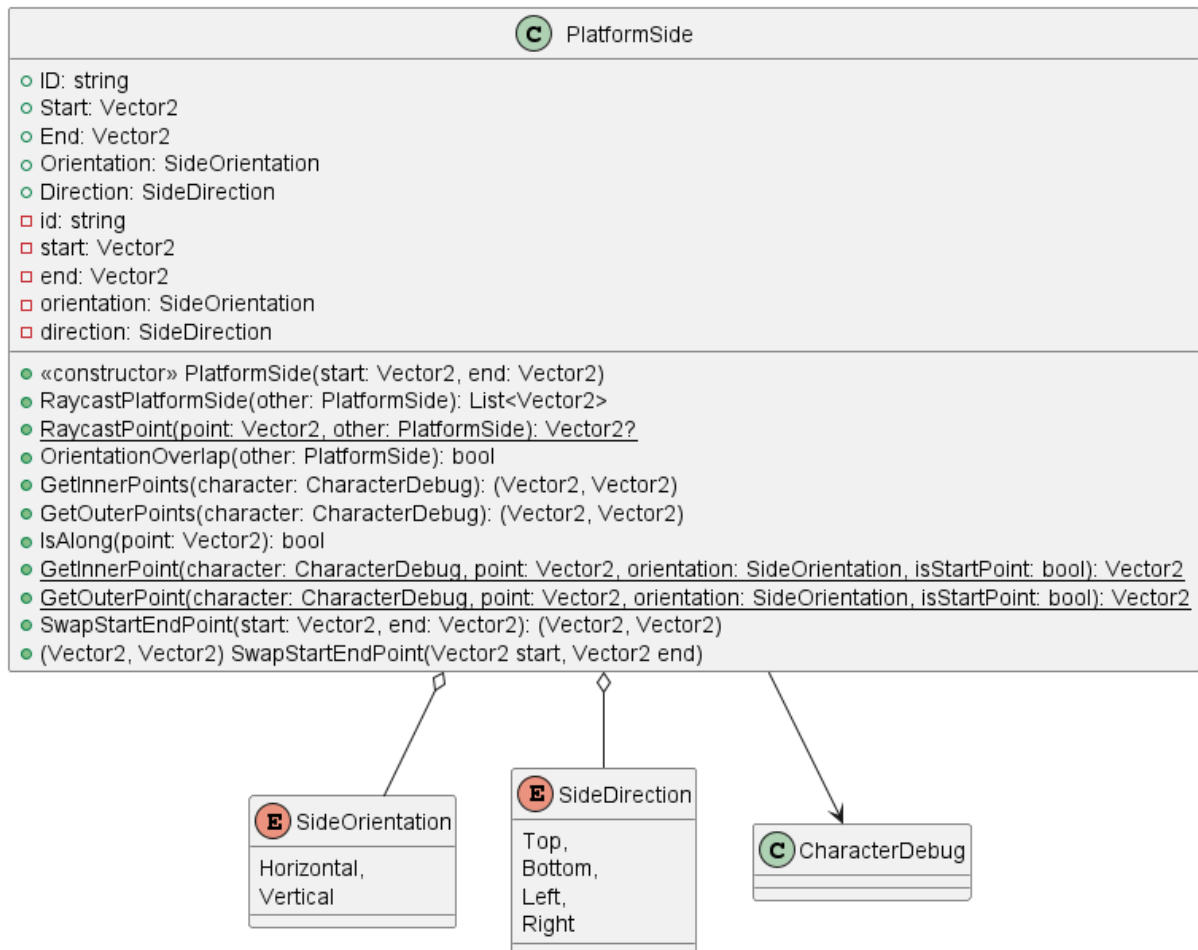 C PlatformSide
ID: string
Start: Vector2
End: Vector2
Orientation: SideOrientation
Direction: SideDirection
id: string
start: Vector2
end: Vector2
orientation: SideOrientation
direction: SideDirection
«constructor» PlatformSide(start: Vector2, end: Vector2)
RaycastPlatformSide(other: PlatformSide): List<Vector2>
RaycastPoint(point: Vector2, other: PlatformSide): Vector2?
OrientationOverlap(other: PlatformSide): bool
GetInnerPoints(character: CharacterDebug): (Vector2, Vector2)
GetOuterPoints(character: CharacterDebug): (Vector2, Vector2)
IsAlong(point: Vector2): bool
GetInnerPoint(character: CharacterDebug, point: Vector2, orientation: SideOrientation, isStartPoint: bool): Vector2
GetOuterPoint(character: CharacterDebug, point: Vector2, orientation: SideOrientation, isStartPoint: bool): Vector2
SwapStartEndPoint(start: Vector2, end: Vector2): (Vector2, Vector2)
(Vector2, Vector2) SwapStartEndPoint(Vector2 start, Vector2 end)
E SideOrientation
Horizontal,
Vertical
E SideDirection
Top,
Bottom,
Left,
Right
C CharacterDebug